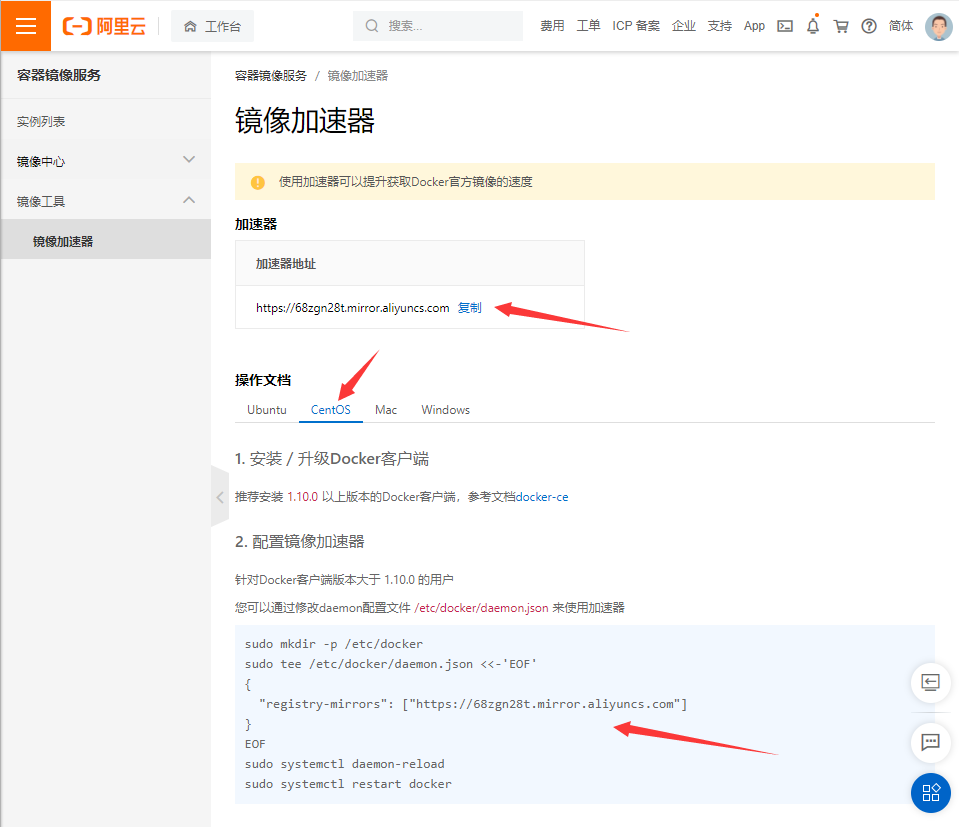 阿里云
工作台
搜索...
费用 工单 ICP 备案 企业 支持 App 简体
容器镜像服务
实例列表
镜像中心
镜像工具
镜像加速器
容器镜像服务 / 镜像加速器
镜像加速器
使用加速器可以提升获取Docker官方镜像的速度
加速器
加速器地址
https://68zgn28t.mirror.aliyuncs.com 复制
操作文档
Ubuntu CentOS Mac Windows
1. 安装 / 升级Docker客户端
推荐安装 1.10.0 以上版本的Docker客户端，参考文档docker-ce
2. 配置镜像加速器
针对Docker客户端版本大于 1.10.0 的用户
您可以通过修改daemon配置文件 /etc/docker/daemon.json 来使用加速器
sudo mkdir -p /etc/docker
sudo tee /etc/docker/daemon.json <<-'EOF'
{
  "registry-mirrors": ["https://68zgn28t.mirror.aliyuncs.com"]
}
EOF
sudo systemctl daemon-reload
sudo systemctl restart docker